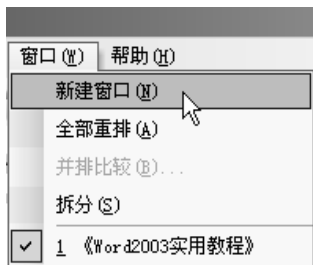 窗口(W) 帮助(H)
新建窗口(N)
全部重排(A)
并排比较(B)...
拆分(S)
✓ 1 《Word2003实用教程》